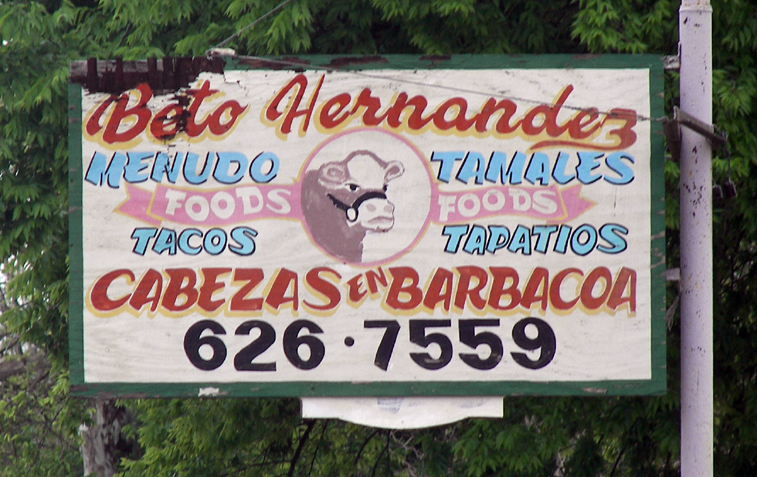 Beto Hernandez
MENUDO TAMALES
FOODS FOODS
TACOS TAPATIOS
CABEZAS EN BARBACOA
626·7559